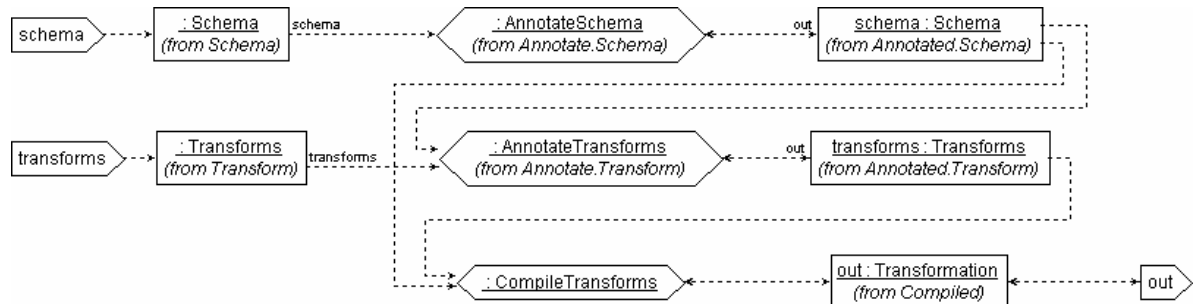 schema
: Schema
(from Schema)
schema
: AnnotateSchema
(from Annotate.Schema)
out
schema : Schema
(from Annotated.Schema)
transforms
: Transforms
(from Transform)
transforms
: AnnotateTransforms
(from Annotate.Transform)
out
transforms : Transforms
(from Annotated.Transform)
: CompileTransforms
out : Transformation
(from Compiled)
out